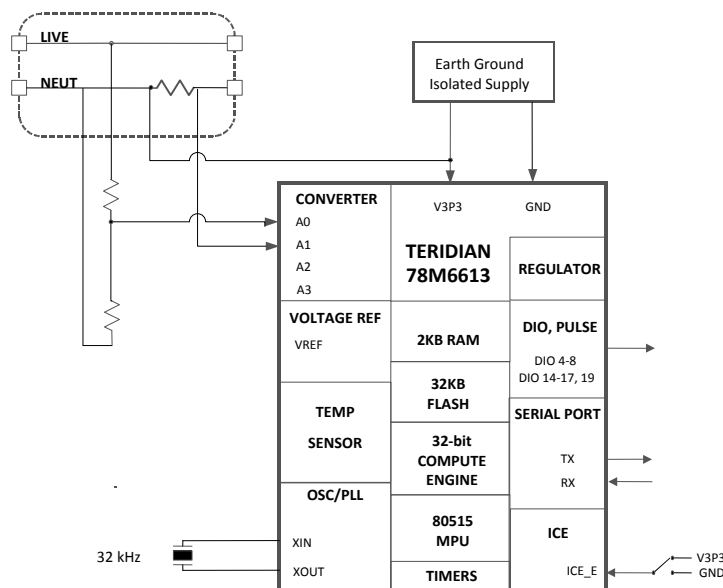 LIVE
NEUT
Earth Ground
Isolated Supply
CONVERTER
A0
A1
A2
A3
V3P3
GND
TERIDIAN
78M6613
REGULATOR
VOLTAGE REF
VREF
2KB RAM
DIO, PULSE
DIO 4-8
DIO 14-17, 19
32KB
FLASH
TEMP
SENSOR
SERIAL PORT
TX
RX
32-bit
COMPUTE
ENGINE
OSC/PLL
XIN
XOUT
32 kHz
80515
MPU
TIMERS
ICE
ICE_E
V3P3
GND